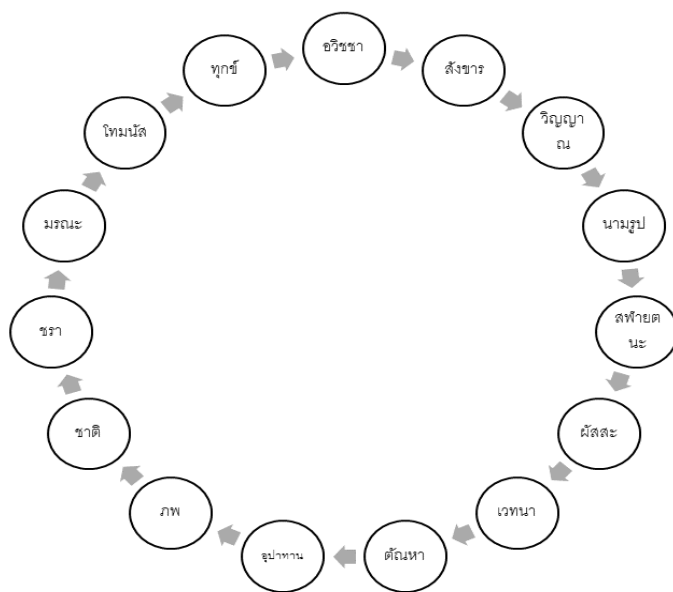 อวิชชา
สังขาร
วิญญา
ณ
นามรูป
สฬายต
นะ
ผัสสะ
เวทนา
ตัณหา
อุปาทาน
ภพ
ชาติ
ชรา
มรณะ
โทมนัส
ทุกข์